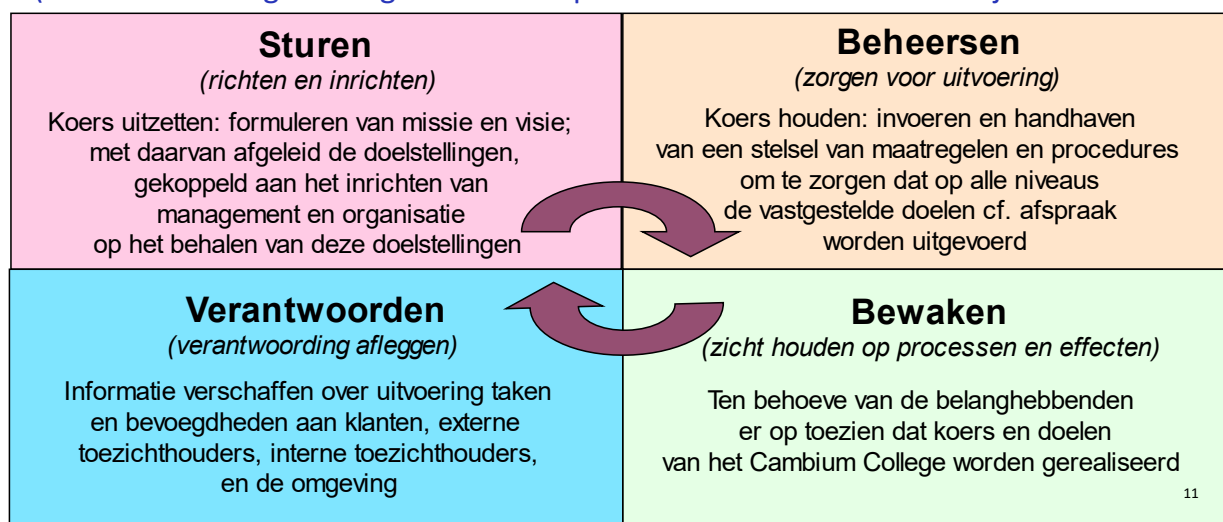 Sturen
(richten en inrichten)
Koers uitzetten: formuleren van missie en visie;
met daarvan afgeleid de doelstellingen,
gekoppeld aan het inrichten van
management en organisatie
op het behalen van deze doelstellingen
Beheersen
(zorgen voor uitvoering)
Koers houden: invoeren en handhaven
van een stelsel van maatregelen en procedures
om te zorgen dat op alle niveaus
de vastgestelde doelen cf. afspraak
worden uitgevoerd
Verantwoorden
(verantwoording afleggen)
Informatie verschaffen over uitvoering taken
en bevoegdheden aan klanten, externe
toezichthouders, interne toezichthouders,
en de omgeving
Bewaken
(zicht houden op processen en effecten)
Ten behoeve van de belanghebbenden
er op toezien dat koers en doelen
van het Cambium College worden gerealiseerd
11